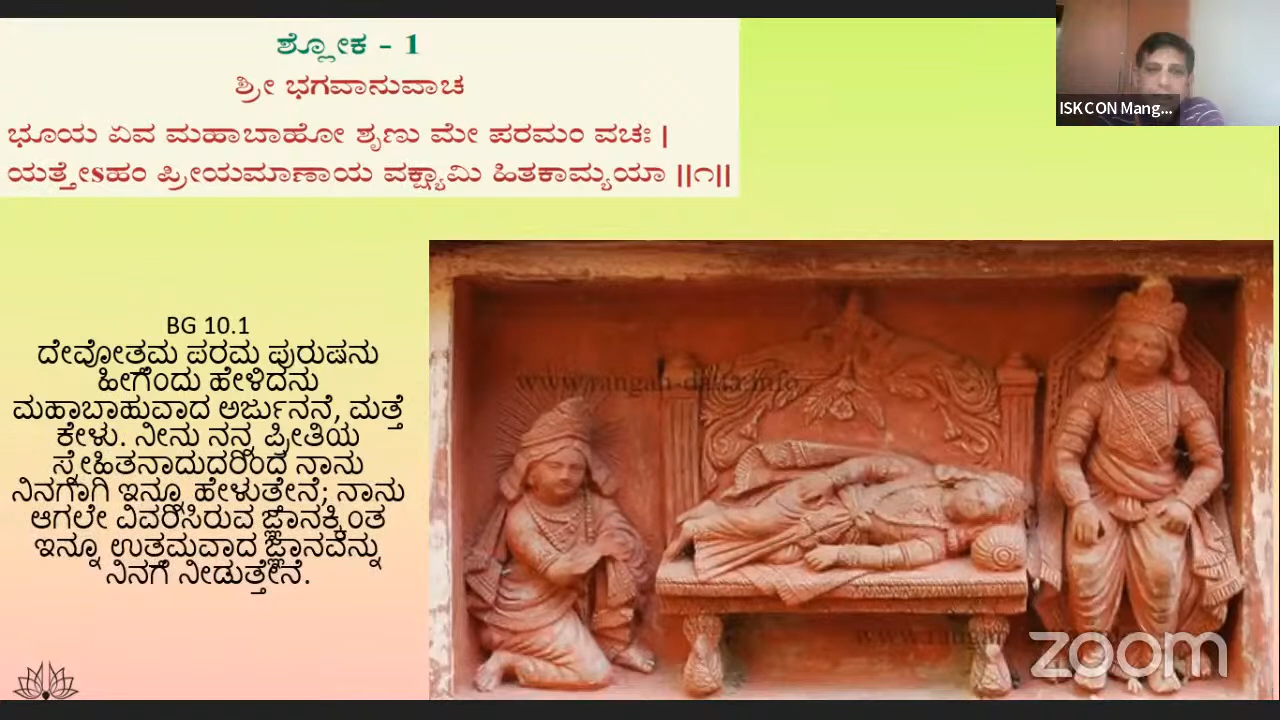 ಶ್ಲೋಕ - 1
ಶ್ರೀ ಭಗವಾನುವಾಚ
ಭೂಯ ಏವ ಮಹಾಬಾಹೋ ಶೃಣು ಮೇ ಪರಮಂ ವಚಃ |
ಯತ್ತೇSಹಂ ಪ್ರೀಯಮಾಣಾಯ ವಕ್ಷ್ಯಾಮಿ ಹಿತಕಾಮ್ಯಯಾ ||೧||
ISKCON Mang...
BG 10.1
ದೇವೋತ್ತಮ ಪರಮ ಪುರುಷನು
ಹೀಗೆಂದು ಹೇಳಿದನು
ಮಹಾಬಾಹುವಾದ ಅರ್ಜುನನೆ, ಮತ್ತೆ
ಕೇಳು. ನೀನು ನನ್ನ ಪ್ರೀತಿಯ
ಸ್ನೇಹಿತನಾದುದರಿಂದ ನಾನು
ನಿನಗಾಗಿ ಇನ್ನೂ ಹೇಳುತ್ತೇನೆ; ನಾನು
ಆಗಲೇ ವಿವರಿಸಿರುವ ಜ್ಞಾನಕ್ಕಿಂತ
ಇನ್ನೂ ಉತ್ತಮವಾದ ಜ್ಞಾನವನ್ನು
ನಿನಗೆ ನೀಡುತ್ತೇನೆ.
zoom